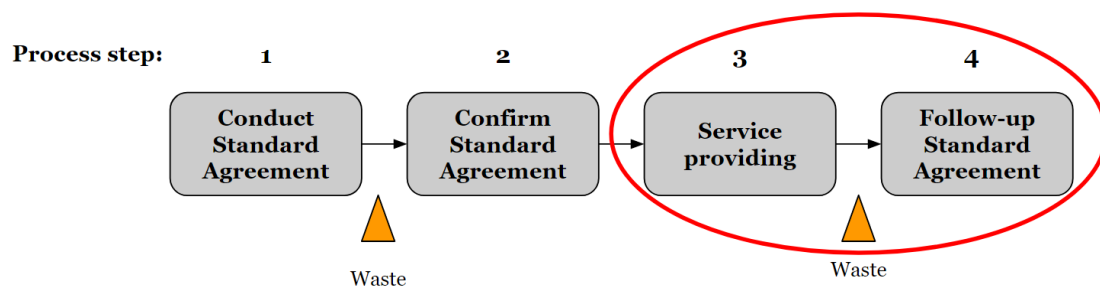 Process step: 1 2 3 4
Conduct
Standard
Agreement
Confirm
Standard
Agreement
Service
providing
Follow-up
Standard
Agreement
Waste
Waste